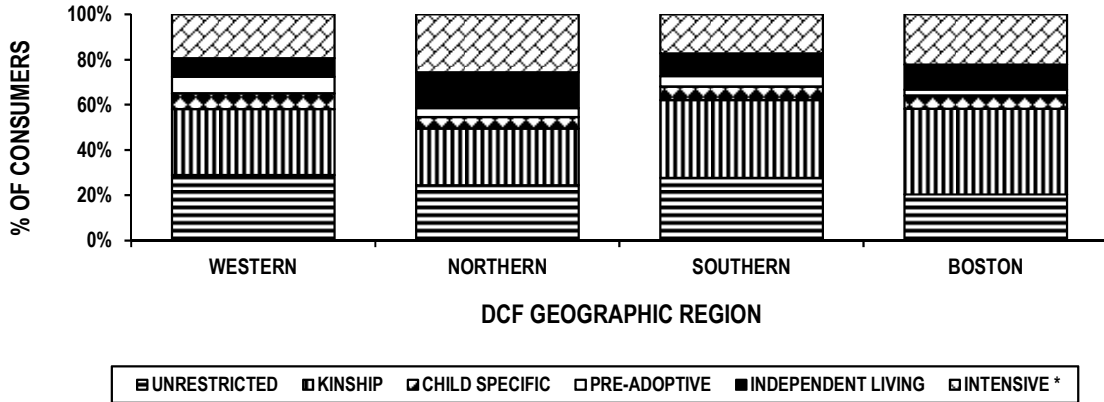 100%
80%
60%
40%
20%
0%
% OF CONSUMERS
WESTERN NORTHERN SOUTHERN BOSTON
DCF GEOGRAPHIC REGION
UNRESTRICTED KINSHIP CHILD SPECIFIC PRE-ADOPTIVE INDEPENDENT LIVING INTENSIVE *